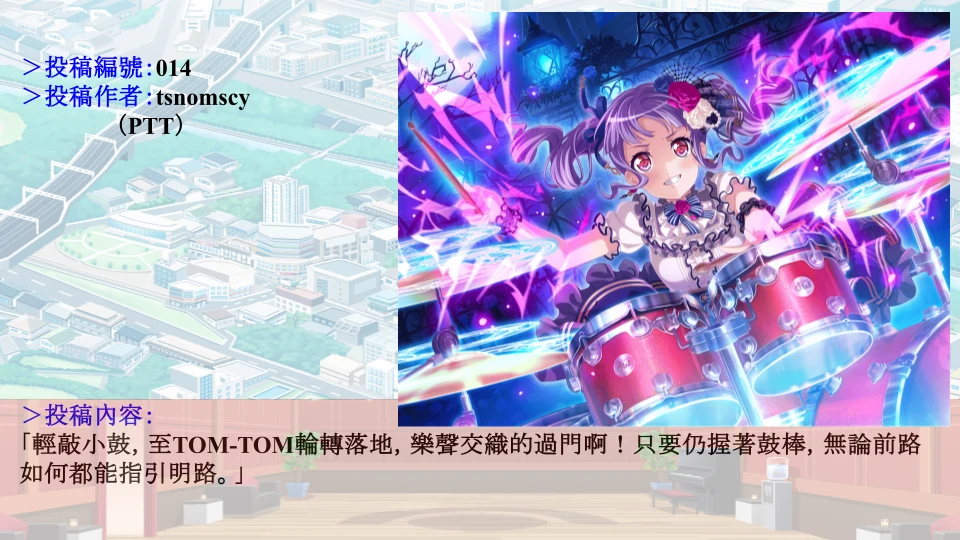 ＞投稿編號：014
＞投稿作者：tsnomscy
（PTT）
＞投稿內容：
「輕敲小鼓，至TOM-TOM輪轉落地，樂聲交織的過門啊！只要仍握著鼓棒，無論前路
如何都能指引明路。」